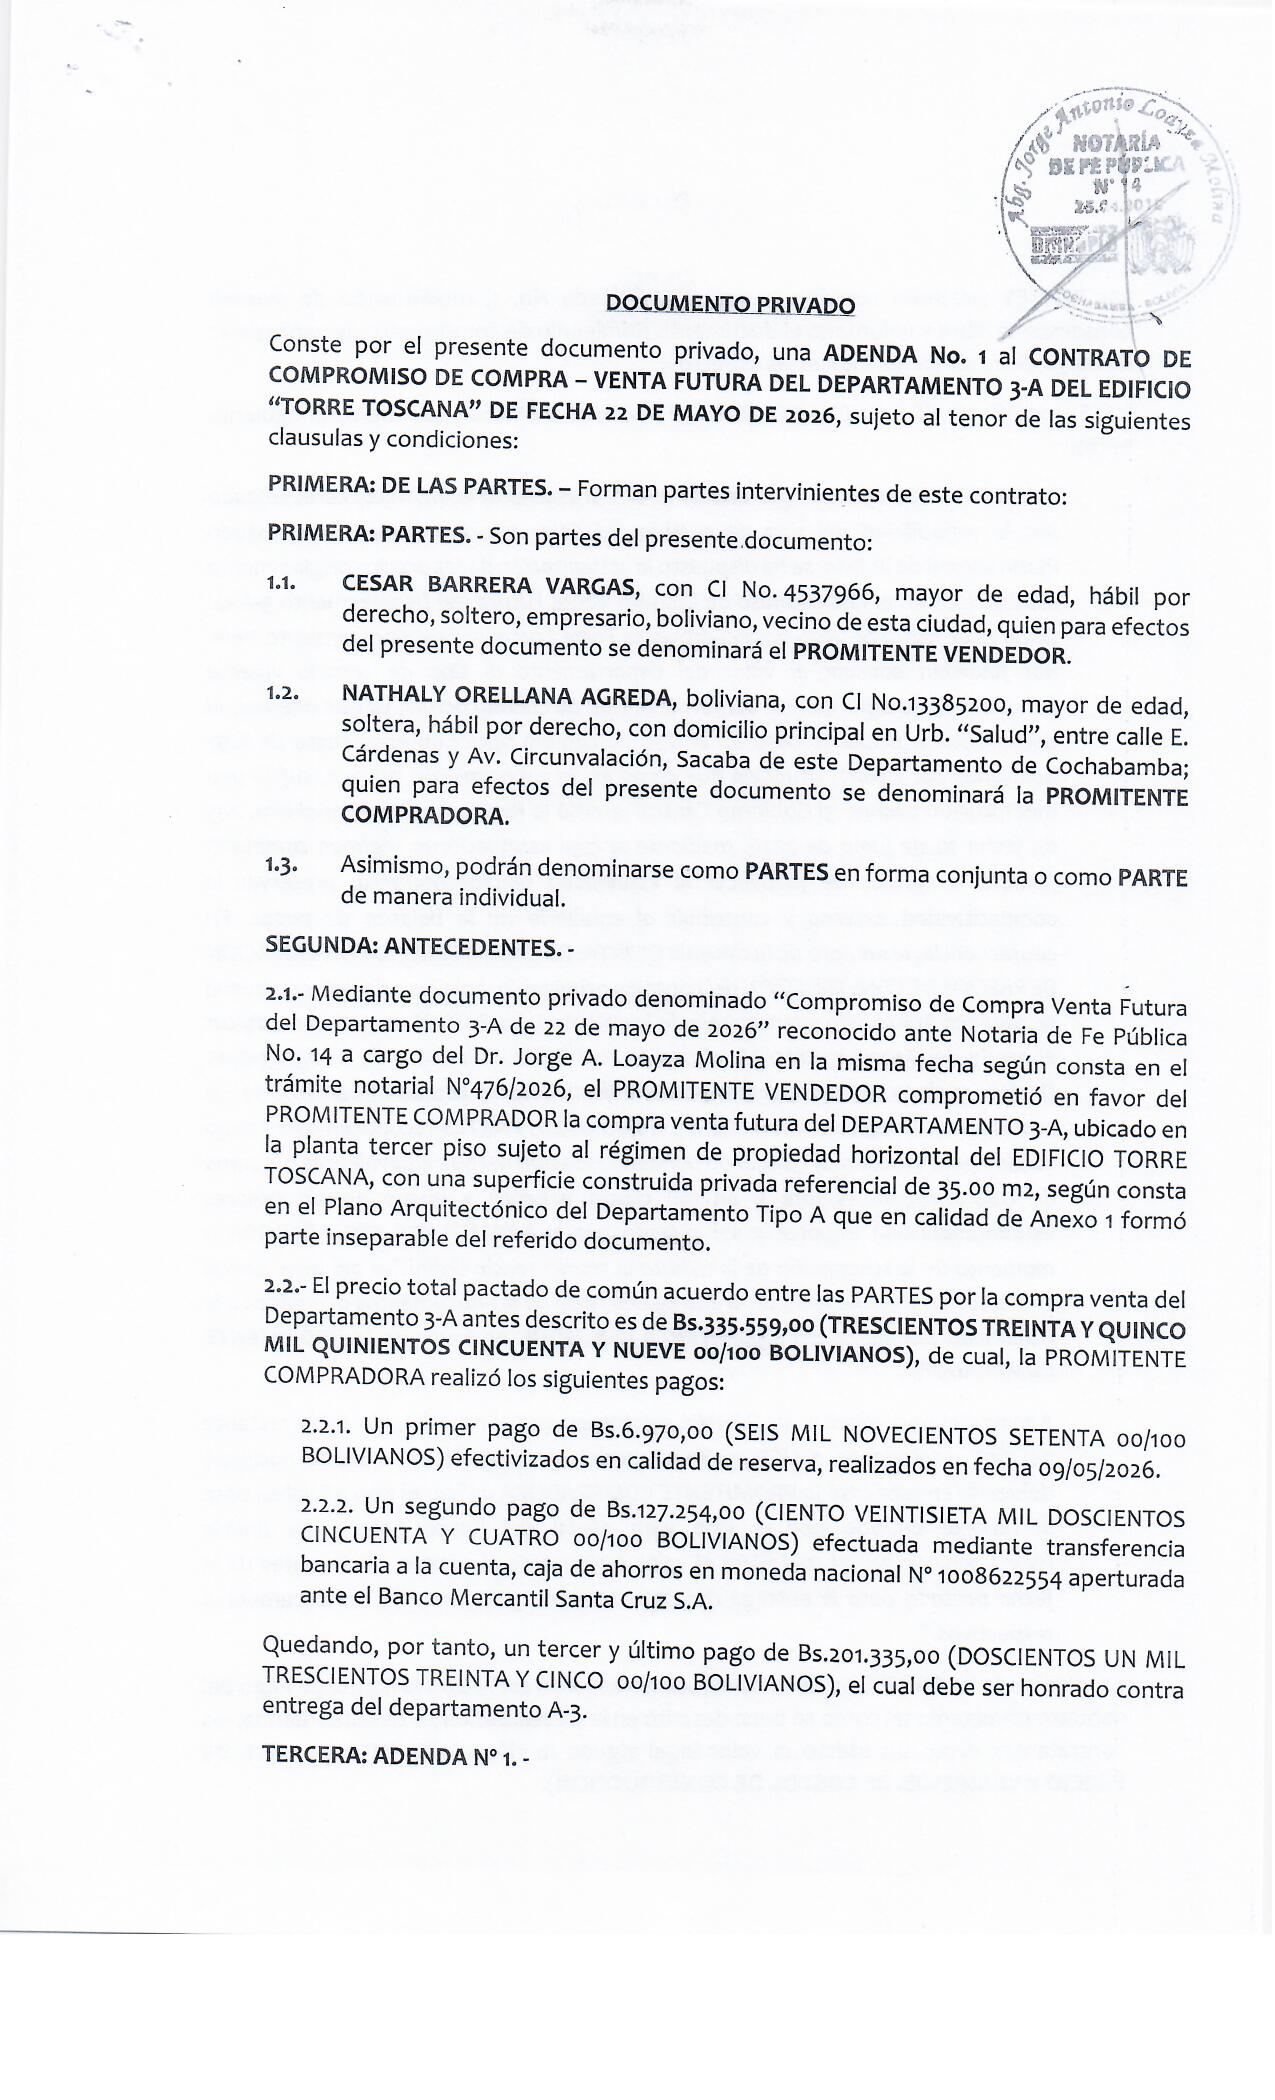 Abg. Jorge Antonio Loayza Molina
NOTARÍA
DE FE PÚBLICA
N° 14
COCHABAMBA - BOLIVIA
DOCUMENTO PRIVADO
Conste por el presente documento privado, una ADENDA No. 1 al CONTRATO DE
COMPROMISO DE COMPRA – VENTA FUTURA DEL DEPARTAMENTO 3-A DEL EDIFICIO
“TORRE TOSCANA” DE FECHA 22 DE MAYO DE 2026, sujeto al tenor de las siguientes
clausulas y condiciones:
PRIMERA: DE LAS PARTES. – Forman partes intervinientes de este contrato:
PRIMERA: PARTES. - Son partes del presente documento:
1.1. CESAR BARRERA VARGAS, con CI No. 4537966, mayor de edad, hábil por
derecho, soltero, empresario, boliviano, vecino de esta ciudad, quien para efectos
del presente documento se denominará el PROMITENTE VENDEDOR.
1.2. NATHALY ORELLANA AGREDA, boliviana, con CI No.13385200, mayor de edad,
soltera, hábil por derecho, con domicilio principal en Urb. “Salud”, entre calle E.
Cárdenas y Av. Circunvalación, Sacaba de este Departamento de Cochabamba;
quien para efectos del presente documento se denominará la PROMITENTE
COMPRADORA.
1.3. Asimismo, podrán denominarse como PARTES en forma conjunta o como PARTE
de manera individual.
SEGUNDA: ANTECEDENTES. -
2.1.- Mediante documento privado denominado “Compromiso de Compra Venta Futura
del Departamento 3-A de 22 de mayo de 2026” reconocido ante Notaria de Fe Pública
No. 14 a cargo del Dr. Jorge A. Loayza Molina en la misma fecha según consta en el
trámite notarial N°476/2026, el PROMITENTE VENDEDOR comprometió en favor del
PROMITENTE COMPRADOR la compra venta futura del DEPARTAMENTO 3-A, ubicado en
la planta tercer piso sujeto al régimen de propiedad horizontal del EDIFICIO TORRE
TOSCANA, con una superficie construida privada referencial de 35.00 m2, según consta
en el Plano Arquitectónico del Departamento Tipo A que en calidad de Anexo 1 formó
parte inseparable del referido documento.
2.2.- El precio total pactado de común acuerdo entre las PARTES por la compra venta del
Departamento 3-A antes descrito es de Bs.335.559,00 (TRESCIENTOS TREINTA Y QUINCO
MIL QUINIENTOS CINCUENTA Y NUEVE 00/100 BOLIVIANOS), de cual, la PROMITENTE
COMPRADORA realizó los siguientes pagos:
2.2.1. Un primer pago de Bs.6.970,00 (SEIS MIL NOVECIENTOS SETENTA 00/100
BOLIVIANOS) efectivizados en calidad de reserva, realizados en fecha 09/05/2026.
2.2.2. Un segundo pago de Bs.127.254,00 (CIENTO VEINTISIETA MIL DOSCIENTOS
CINCUENTA Y CUATRO 00/100 BOLIVIANOS) efectuada mediante transferencia
bancaria a la cuenta, caja de ahorros en moneda nacional N° 1008622554 aperturada
ante el Banco Mercantil Santa Cruz S.A.
Quedando, por tanto, un tercer y último pago de Bs.201.335,00 (DOSCIENTOS UN MIL
TRESCIENTOS TREINTA Y CINCO 00/100 BOLIVIANOS), el cual debe ser honrado contra
entrega del departamento A-3.
TERCERA: ADENDA N° 1. -